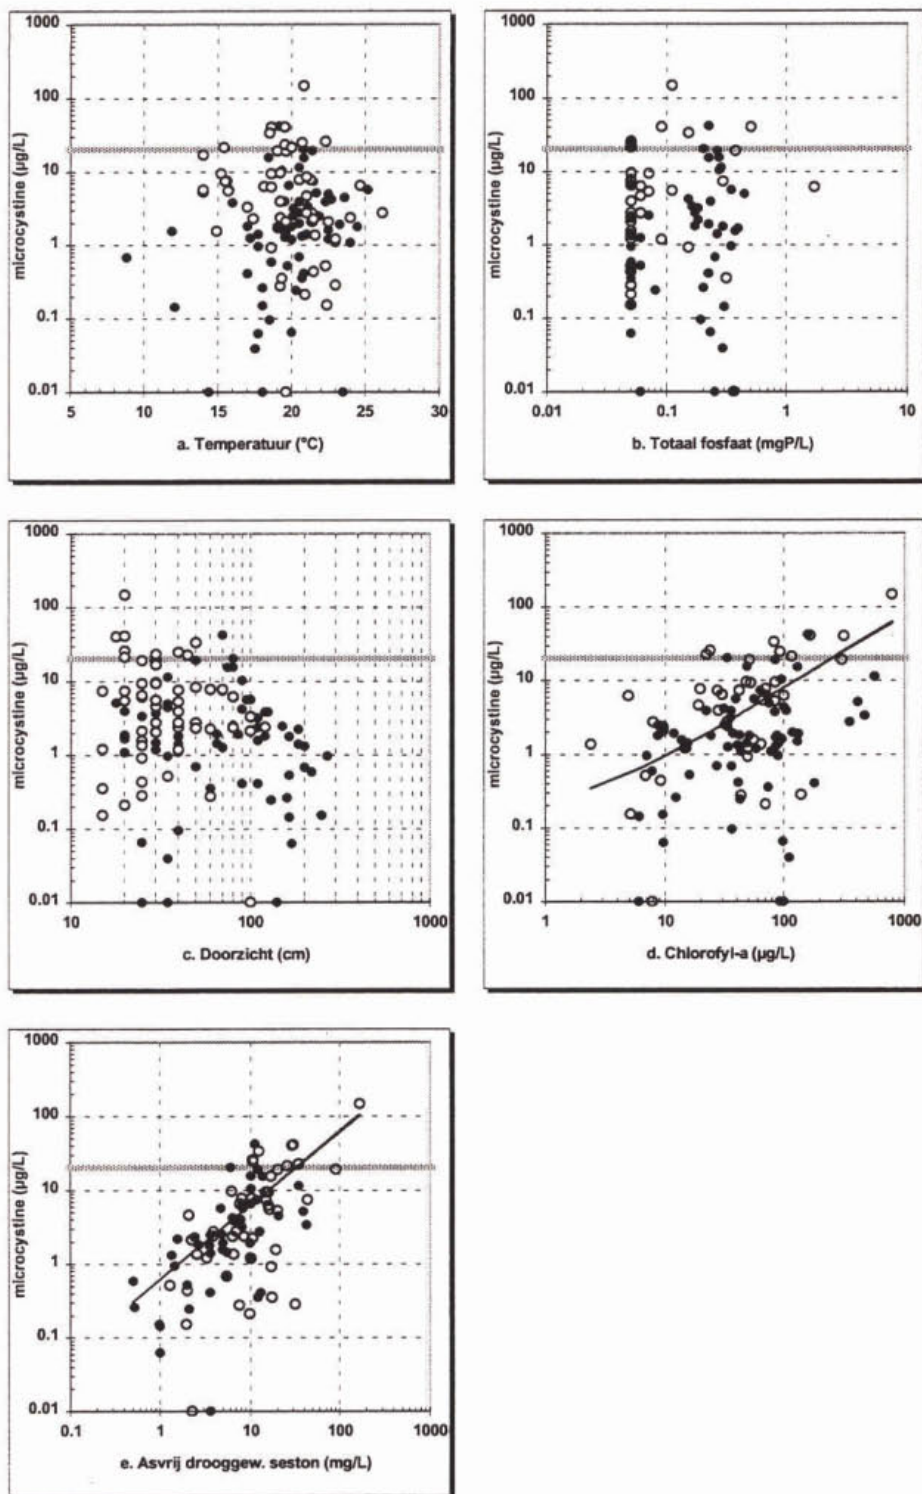 1000
100
10
1
0.1
0.01
microcystine (µg/L)
5 10 15 20 25 30
a. Temperatuur (°C)
1000
100
10
1
0.1
0.01
microcystine (µg/L)
0.01 0.1 1 10
b. Totaal fosfaat (mgP/L)
1000
100
10
1
0.1
0.01
microcystine (µg/L)
10 100 1000
c. Doorzicht (cm)
1000
100
10
1
0.1
0.01
microcystine (µg/L)
1 10 100 1000
d. Chlorofyl-a (µg/L)
1000
100
10
1
0.1
0.01
microcystine (µg/L)
0.1 1 10 100 1000
e. Asvrij drooggew. seston (mg/L)